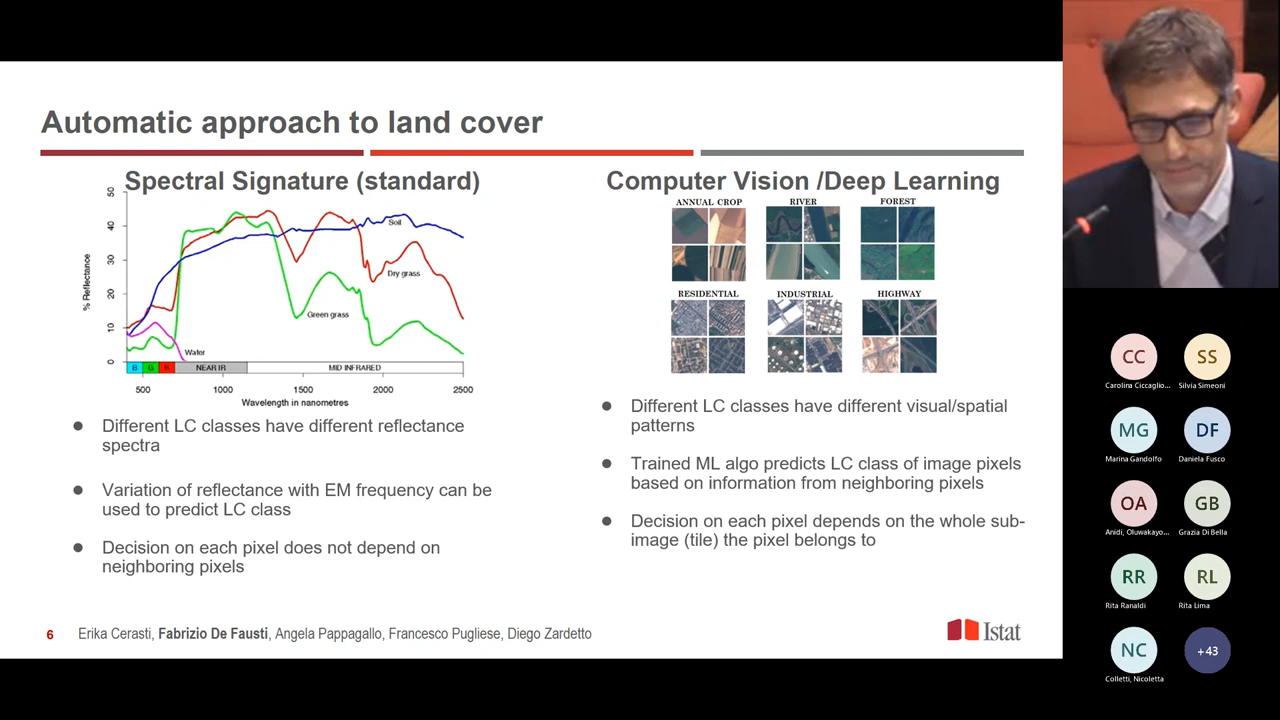 Automatic approach to land cover
Spectral Signature (standard)
% Reflectance
50
40
30
20
10
0
Soil
Dry grass
Green grass
Water
B G R NEAR IR MID INFRARED
500 1000 1500 2000 2500
Wavelength in nanometres
● Different LC classes have different reflectance
spectra
● Variation of reflectance with EM frequency can be
used to predict LC class
● Decision on each pixel does not depend on
neighboring pixels
Computer Vision /Deep Learning
ANNUAL CROP RIVER FOREST
RESIDENTIAL INDUSTRIAL HIGHWAY
● Different LC classes have different visual/spatial
patterns
● Trained ML algo predicts LC class of image pixels
based on information from neighboring pixels
● Decision on each pixel depends on the whole sub-
image (tile) the pixel belongs to
6 Erika Cerasti, Fabrizio De Fausti, Angela Pappagallo, Francesco Pugliese, Diego Zardetto
Istat
CC SS
Carolina Ciccaglio... Silvia Simeoni
MG DF
Marina Gandolfo Daniela Fusco
OA GB
Anidi, Oluwakayo... Grazia Di Bella
RR RL
Rita Ranaldi Rita Lima
NC +43
Colletti, Nicoletta